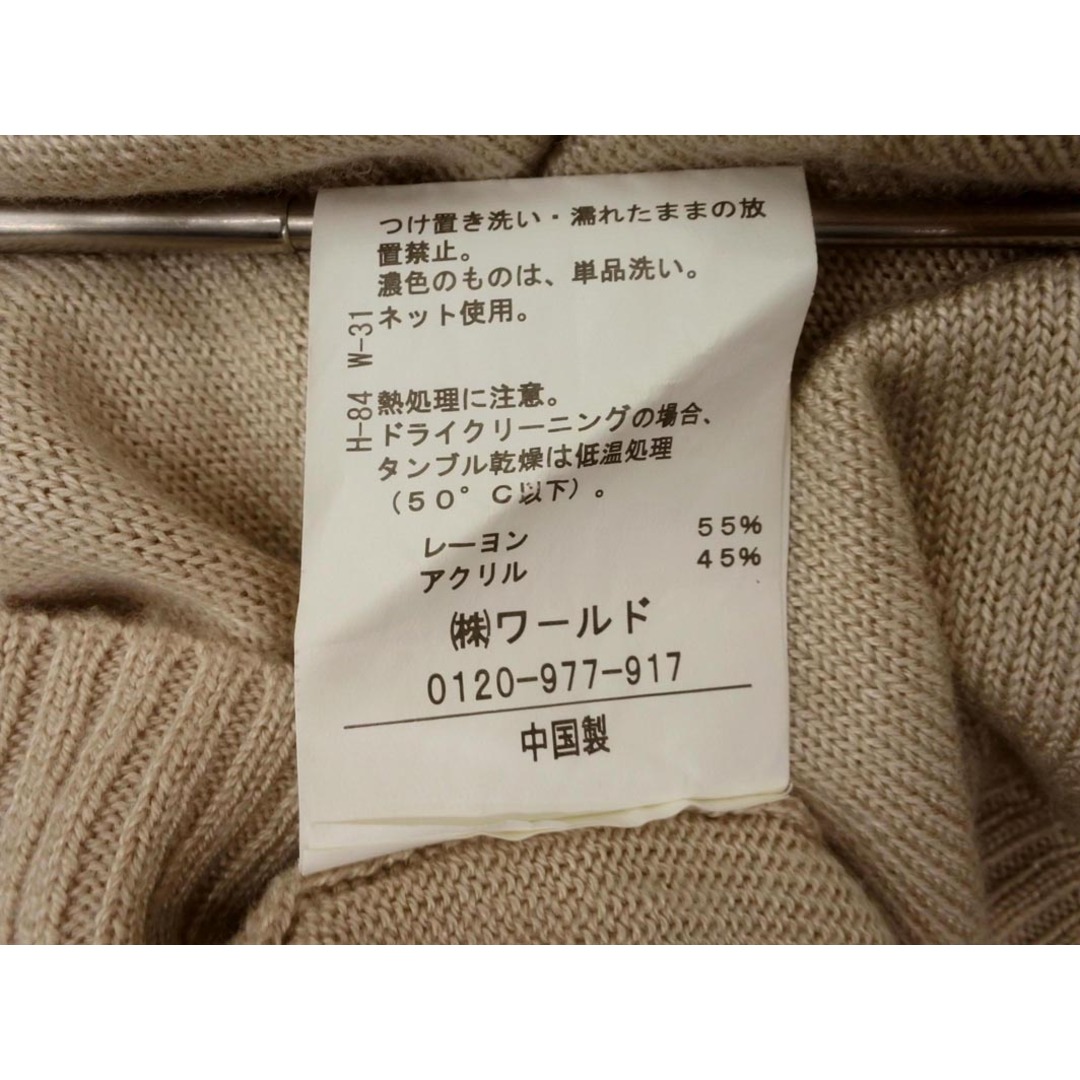 つけ置き洗い・濡れたままの放
置禁止。
濃色のものは、単品洗い。
ネット使用。
熱処理に注意。
ドライクリーニングの場合、
タンブル乾燥は低温処理
（５０°Ｃ以下）。
H-84 W-31
レーヨン ５５％
アクリル ４５％
㈱ワールド
0120-977-917
中国製